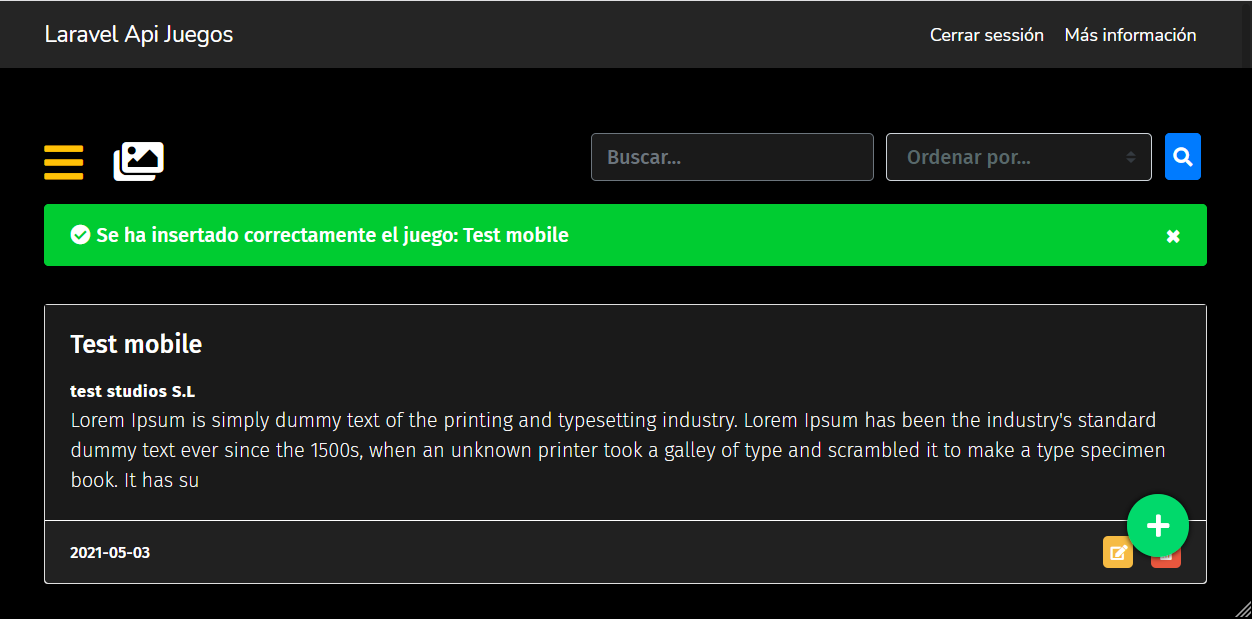 Laravel Api Juegos
Cerrar sessión
Más información
Buscar...
Ordenar por...
Se ha insertado correctamente el juego: Test mobile
Test mobile
test studios S.L
Lorem Ipsum is simply dummy text of the printing and typesetting industry. Lorem Ipsum has been the industry's standard
dummy text ever since the 1500s, when an unknown printer took a galley of type and scrambled it to make a type specimen
book. It has su
2021-05-03